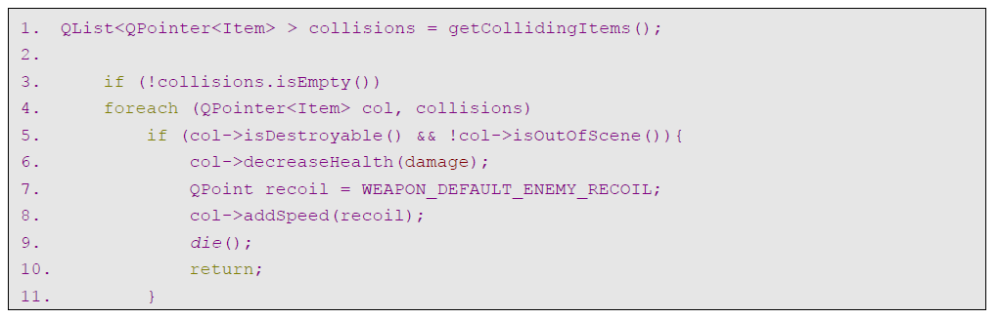 1. QList<QPointer<Item> > collisions = getCollidingItems();
2.
3.     if (!collisions.isEmpty())
4.     foreach (QPointer<Item> col, collisions)
5.         if (col->isDestroyable() && !col->isOutOfScene()){
6.             col->decreaseHealth(damage);
7.             QPoint recoil = WEAPON_DEFAULT_ENEMY_RECOIL;
8.             col->addSpeed(recoil);
9.             die();
10.             return;
11.         }